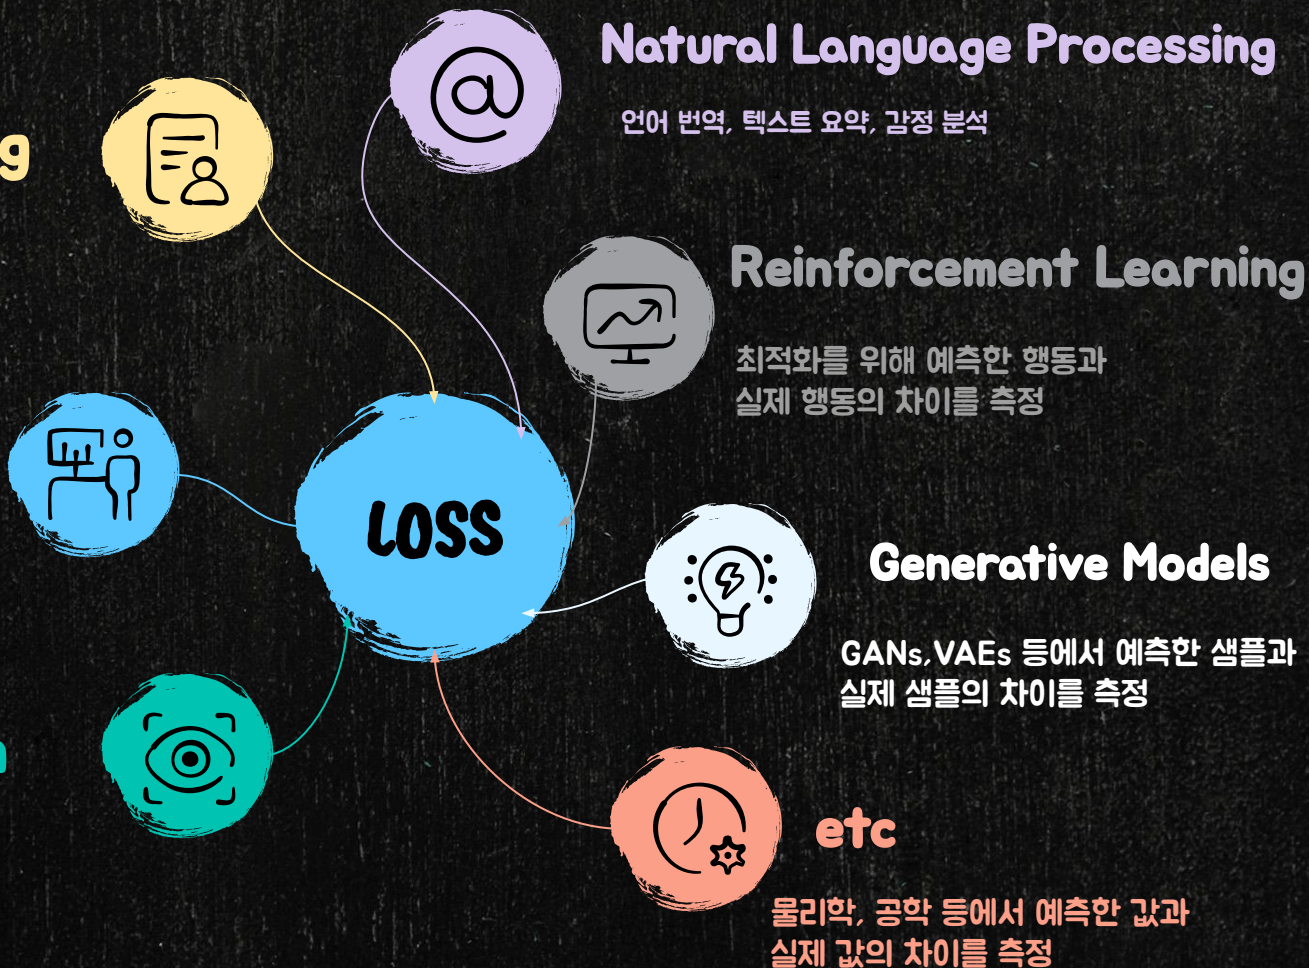 Natural Language Processing
언어 번역, 텍스트 요약, 감정 분석
g
Reinforcement Learning
최적화를 위해 예측한 행동과
실제 행동의 차이를 측정
LOSS
Generative Models
GANs,VAEs 등에서 예측한 샘플과
실제 샘플의 차이를 측정
etc
물리학, 공학 등에서 예측한 값과
실제 값의 차이를 측정